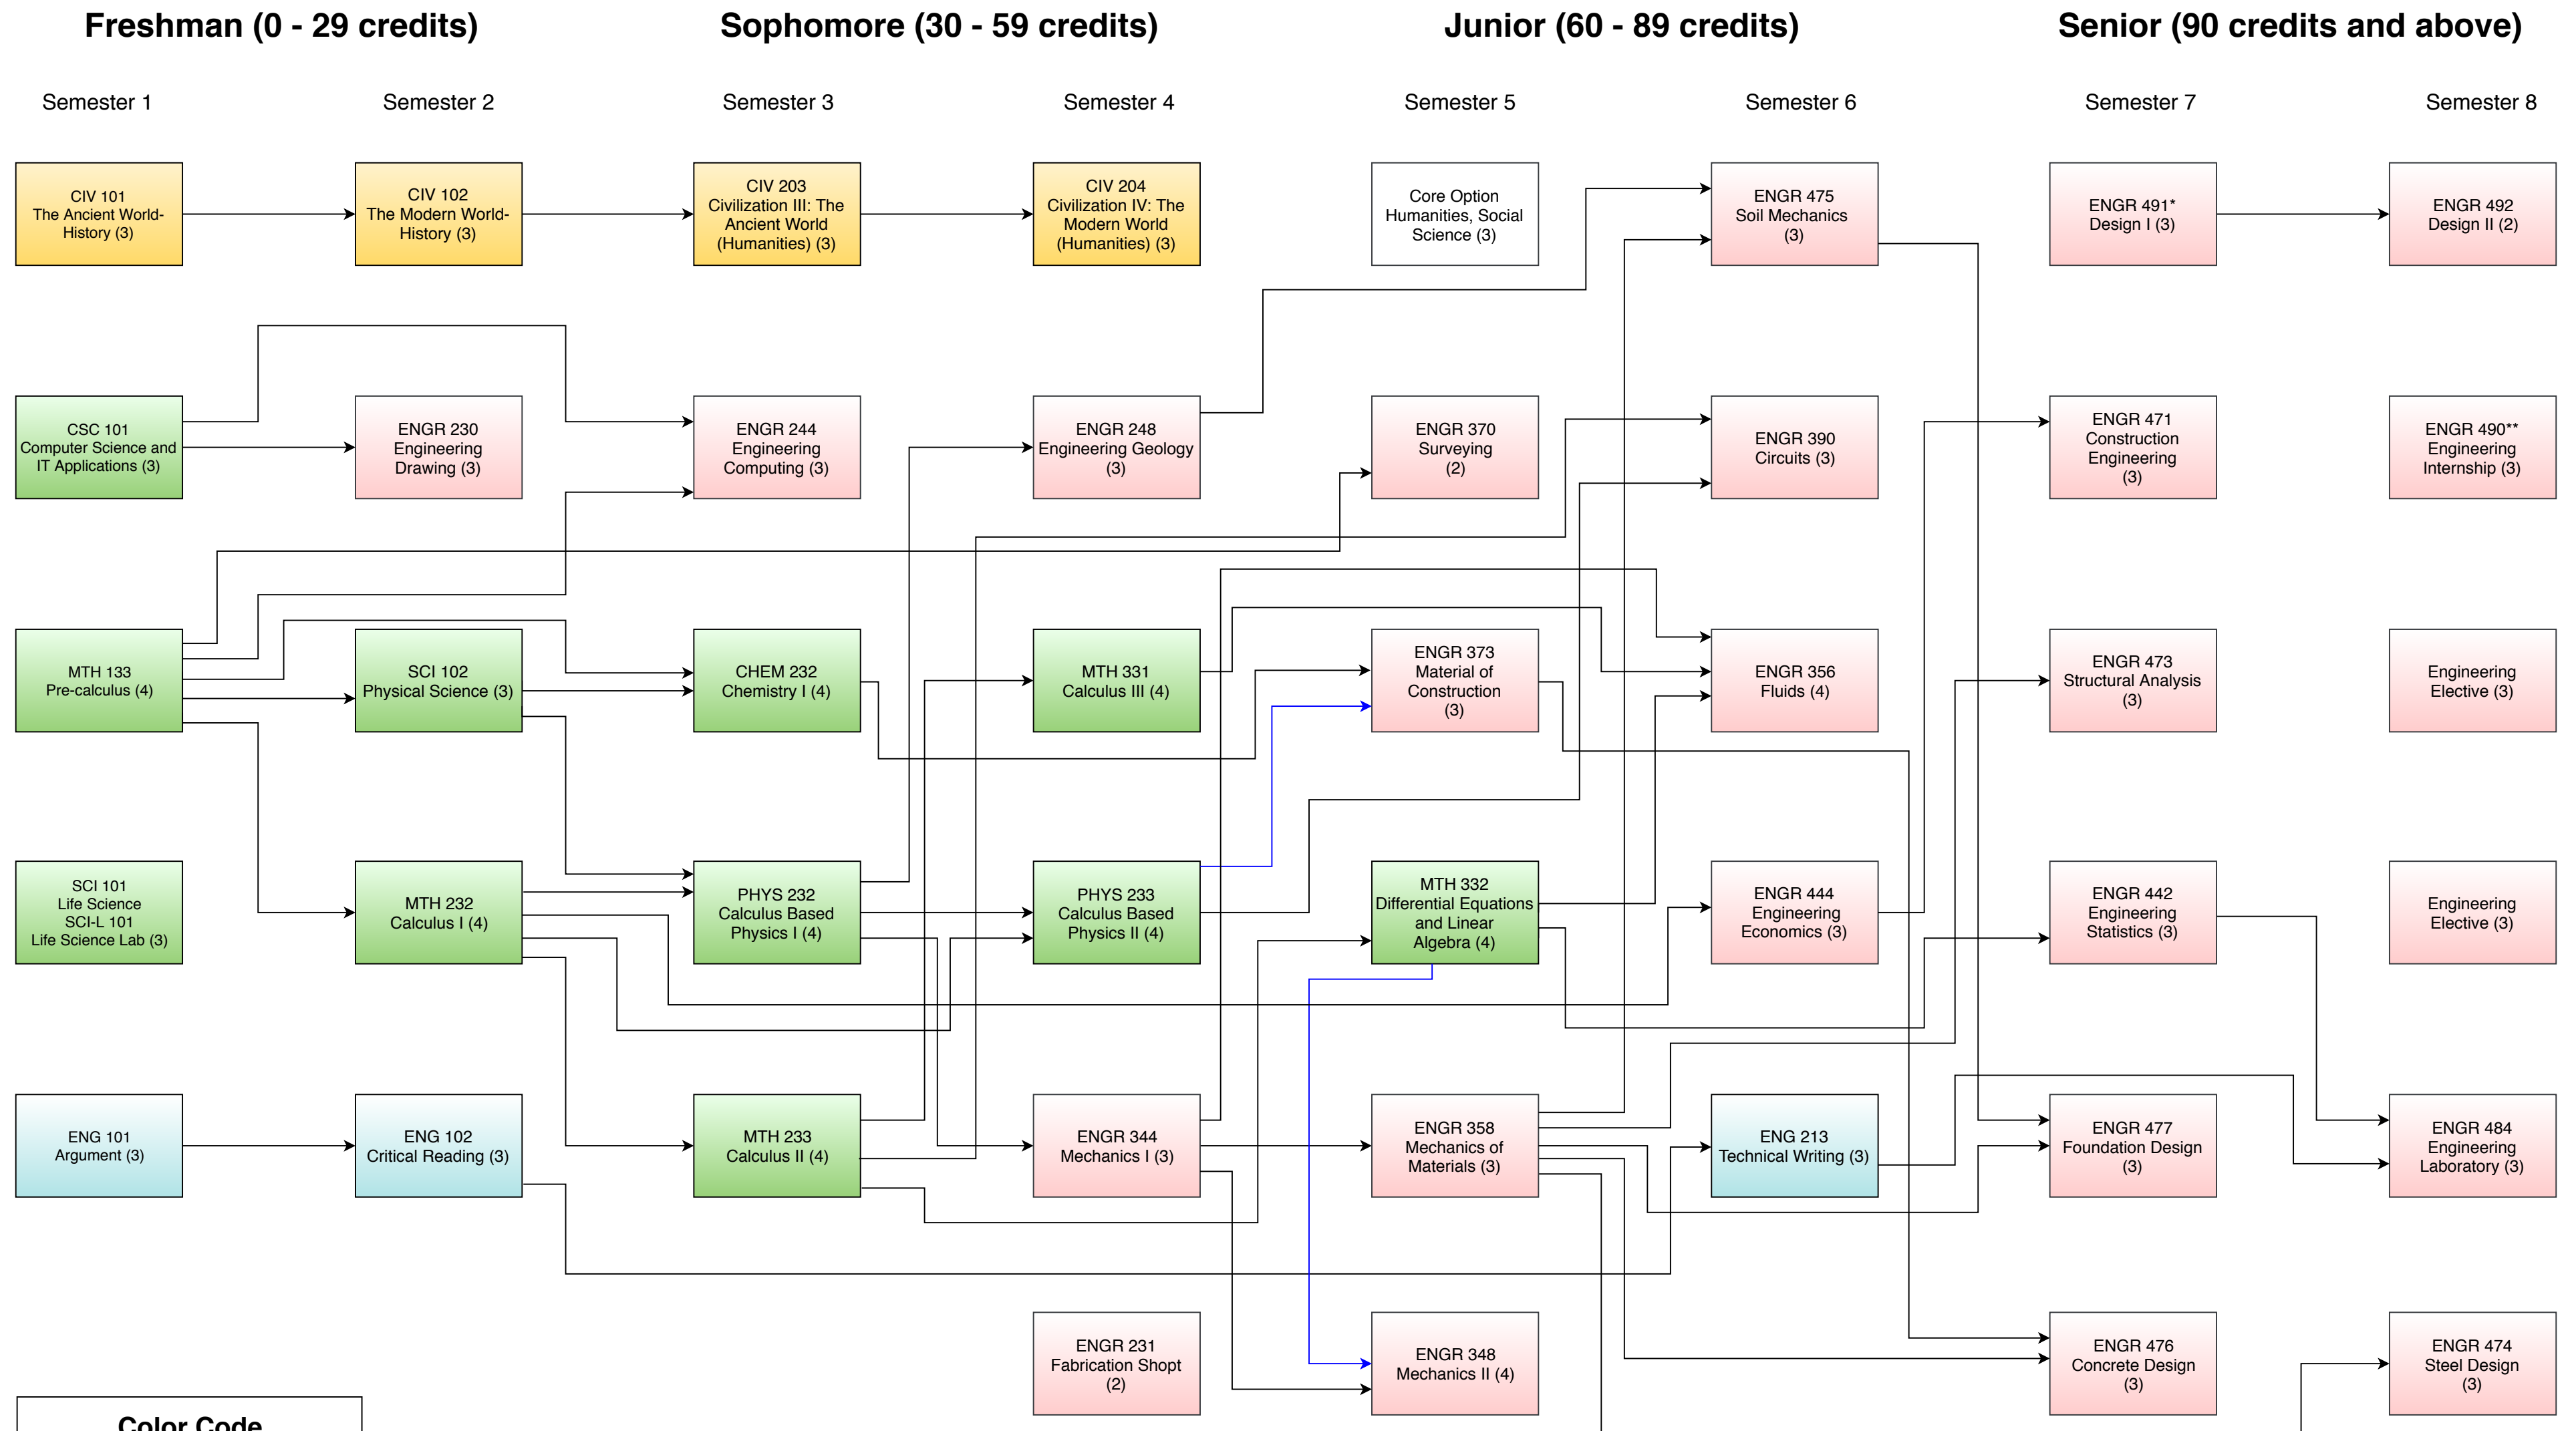 Freshman (0 - 29 credits)
Sophomore (30 - 59 credits)
Junior (60 - 89 credits)
Senior (90 credits and above)
Semester 1
Semester 2
Semester 3
Semester 4
Semester 5
Semester 6
Semester 7
Semester 8
CIV 101
The Ancient World-
History (3)
CIV 102
The Modern World-
History (3)
CIV 203
Civilization III: The
Ancient World
(Humanities) (3)
CIV 204
Civilization IV: The
Modern World
(Humanities) (3)
Core Option
Humanities, Social
Science (3)
ENGR 475
Soil Mechanics
(3)
ENGR 491*
Design I (3)
ENGR 492
Design II (2)
CSC 101
Computer Science and
IT Applications (3)
ENGR 230
Engineering
Drawing (3)
ENGR 244
Engineering
Computing (3)
ENGR 248
Engineering Geology
(3)
ENGR 370
Surveying
(2)
ENGR 390
Circuits (3)
ENGR 471
Construction
Engineering
(3)
ENGR 490**
Engineering
Internship (3)
MTH 133
Pre-calculus (4)
SCI 102
Physical Science (3)
CHEM 232
Chemistry I (4)
MTH 331
Calculus III (4)
ENGR 373
Material of
Construction
(3)
ENGR 356
Fluids (4)
ENGR 473
Structural Analysis
(3)
Engineering
Elective (3)
SCI 101
Life Science
SCI-L 101
Life Science Lab (3)
MTH 232
Calculus I (4)
PHYS 232
Calculus Based
Physics I (4)
PHYS 233
Calculus Based
Physics II (4)
MTH 332
Differential Equations
and Linear
Algebra (4)
ENGR 444
Engineering
Economics (3)
ENGR 442
Engineering
Statistics (3)
Engineering
Elective (3)
ENG 101
Argument (3)
ENG 102
Critical Reading (3)
MTH 233
Calculus II (4)
ENGR 344
Mechanics I (3)
ENGR 358
Mechanics of
Materials (3)
ENG 213
Technical Writing (3)
ENGR 477
Foundation Design
(3)
ENGR 484
Engineering
Laboratory (3)
ENGR 231
Fabrication Shopt
(2)
ENGR 348
Mechanics II (4)
ENGR 476
Concrete Design
(3)
ENGR 474
Steel Design
(3)
Color Code